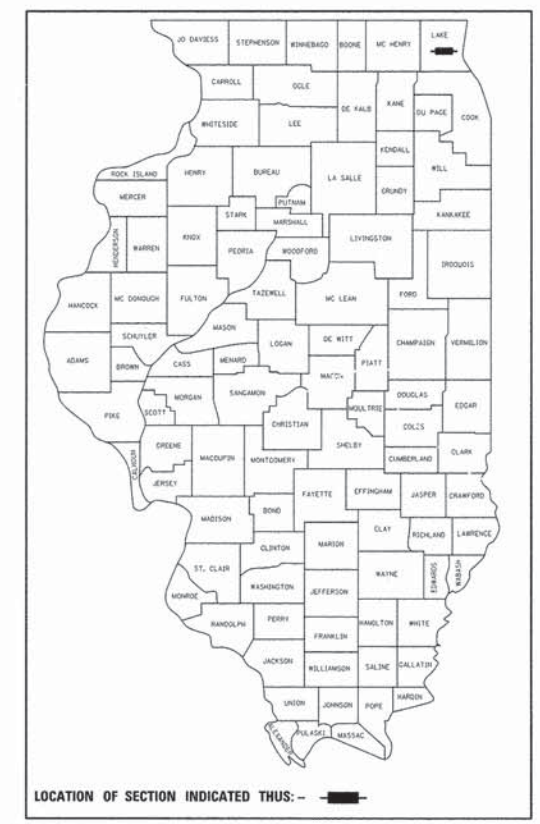 JO DAVIESS STEPHENSON WINNEBAGO BOONE MC HENRY LAKE
CARROLL OGLE
DE KALB KANE DU PAGE COOK
WHITESIDE LEE
KENDALL
WILL
ROCK ISLAND HENRY BUREAU LA SALLE
GRUNDY
MERCER PUTNAM
STARK MARSHALL KANKAKEE
HENDERSON WARREN KNOX PEORIA WOODFORD LIVINGSTON
IROQUOIS
HANCOCK MC DONOUGH FULTON TAZEWELL MC LEAN FORD
MASON
SCHUYLER LOGAN DE WITT CHAMPAIGN VERMILION
ADAMS BROWN CASS MENARD PIATT
MACON
MORGAN SANGAMON DOUGLAS
PIKE SCOTT MOULTRIE EDGAR
CHRISTIAN COLES
GREENE SHELBY
CALHOUN MACOUPIN MONTGOMERY CUMBERLAND CLARK
JERSEY
FAYETTE EFFINGHAM JASPER CRAWFORD
MADISON BOND
CLAY RICHLAND LAWRENCE
CLINTON MARION
ST. CLAIR WAYNE EDWARDS WABASH
WASHINGTON JEFFERSON
MONROE
RANDOLPH PERRY HAMILTON WHITE
FRANKLIN
JACKSON WILLIAMSON SALINE GALLATIN
UNION JOHNSON POPE HARDIN
ALEXANDER PULASKI MASSAC
LOCATION OF SECTION INDICATED THUS:-